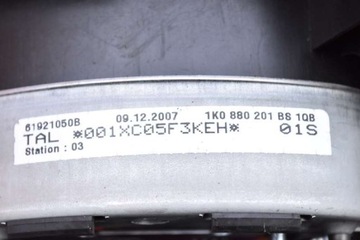 61921050B 09.12.2007 1K0 880 201 BS 1QB
TAL *001XC05F3KEH* 01S
Station : 03